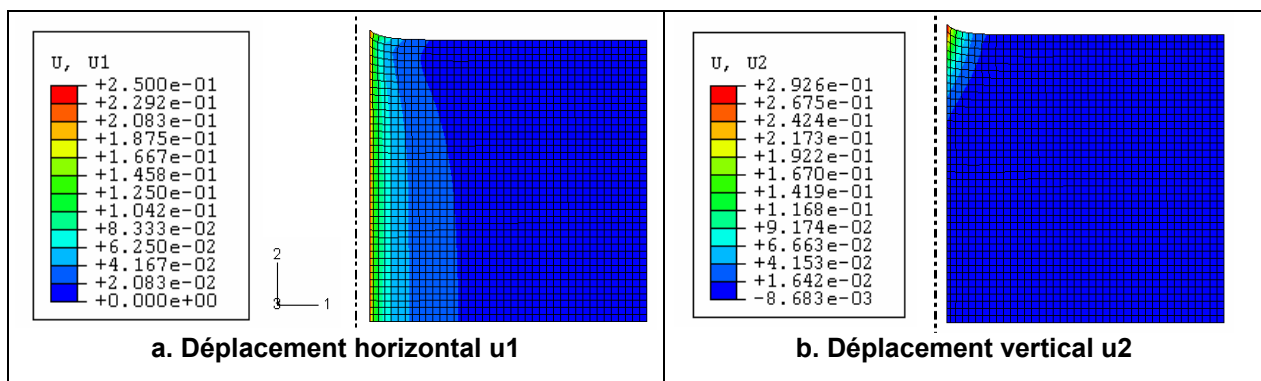 U, U1
+2.500e-01
+2.292e-01
+2.083e-01
+1.875e-01
+1.667e-01
+1.458e-01
+1.250e-01
+1.042e-01
+8.333e-02
+6.250e-02
+4.167e-02
+2.083e-02
+0.000e+00
2
3 1
a. Déplacement horizontal u1
U, U2
+2.926e-01
+2.675e-01
+2.424e-01
+2.173e-01
+1.922e-01
+1.670e-01
+1.419e-01
+1.168e-01
+9.174e-02
+6.663e-02
+4.153e-02
+1.642e-02
-8.683e-03
b. Déplacement vertical u2